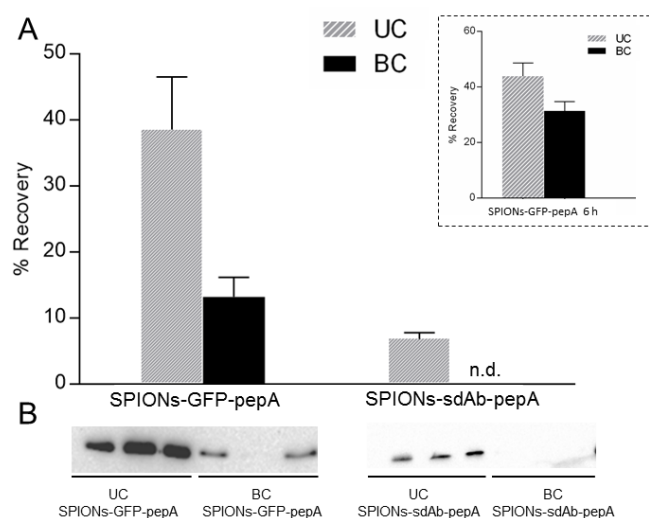 A
UC
BC
% Recovery
50
40
30
20
10
0
n.d.
SPIONs-GFP-pepA
SPIONs-sdAb-pepA
UC
BC
% Recovery
60
40
20
0
SPIONs-GFP-pepA 6 h
B
UC
SPIONs-GFP-pepA
BC
SPIONs-GFP-pepA
UC
SPIONs-sdAb-pepA
BC
SPIONs-sdAb-pepA